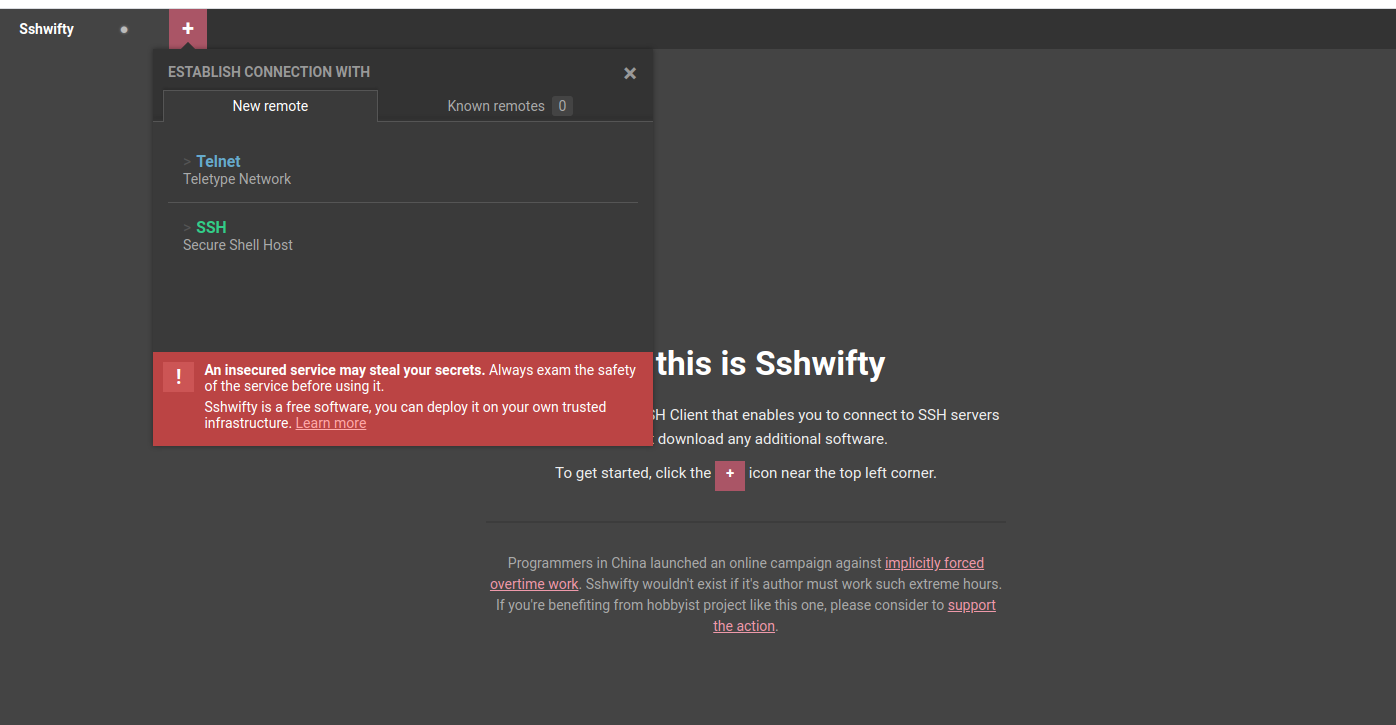 Sshwifty
+
ESTABLISH CONNECTION WITH
×
New remote
Known remotes 0
> Telnet
Teletype Network
> SSH
Secure Shell Host
! An insecured service may steal your secrets. Always exam the safety
of the service before using it.
Sshwifty is a free software, you can deploy it on your own trusted
infrastructure. Learn more
this is Sshwifty
SH Client that enables you to connect to SSH servers
download any additional software.
To get started, click the + icon near the top left corner.
Programmers in China launched an online campaign against implicitly forced
overtime work. Sshwifty wouldn't exist if it's author must work such extreme hours.
If you're benefiting from hobbyist project like this one, please consider to support
the action.